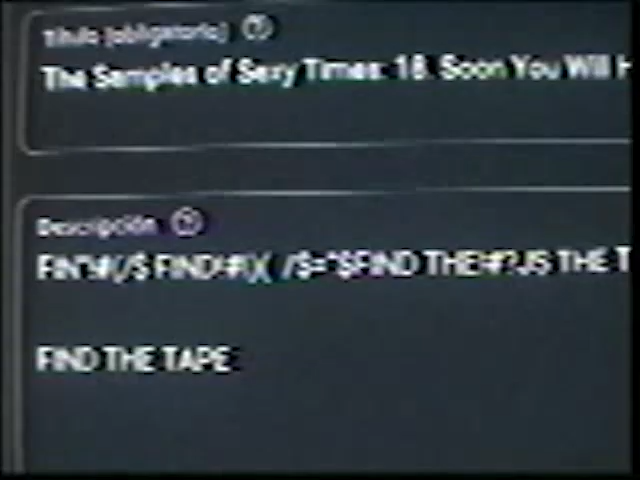 Título (obligatorio) ?
The Samples of Sexy Times: 18. Soon You Will H
Descripción ?
FIN"!#(/$ FIND!#\)( /$="$FIND THE!#?JS THE T
FIND THE TAPE